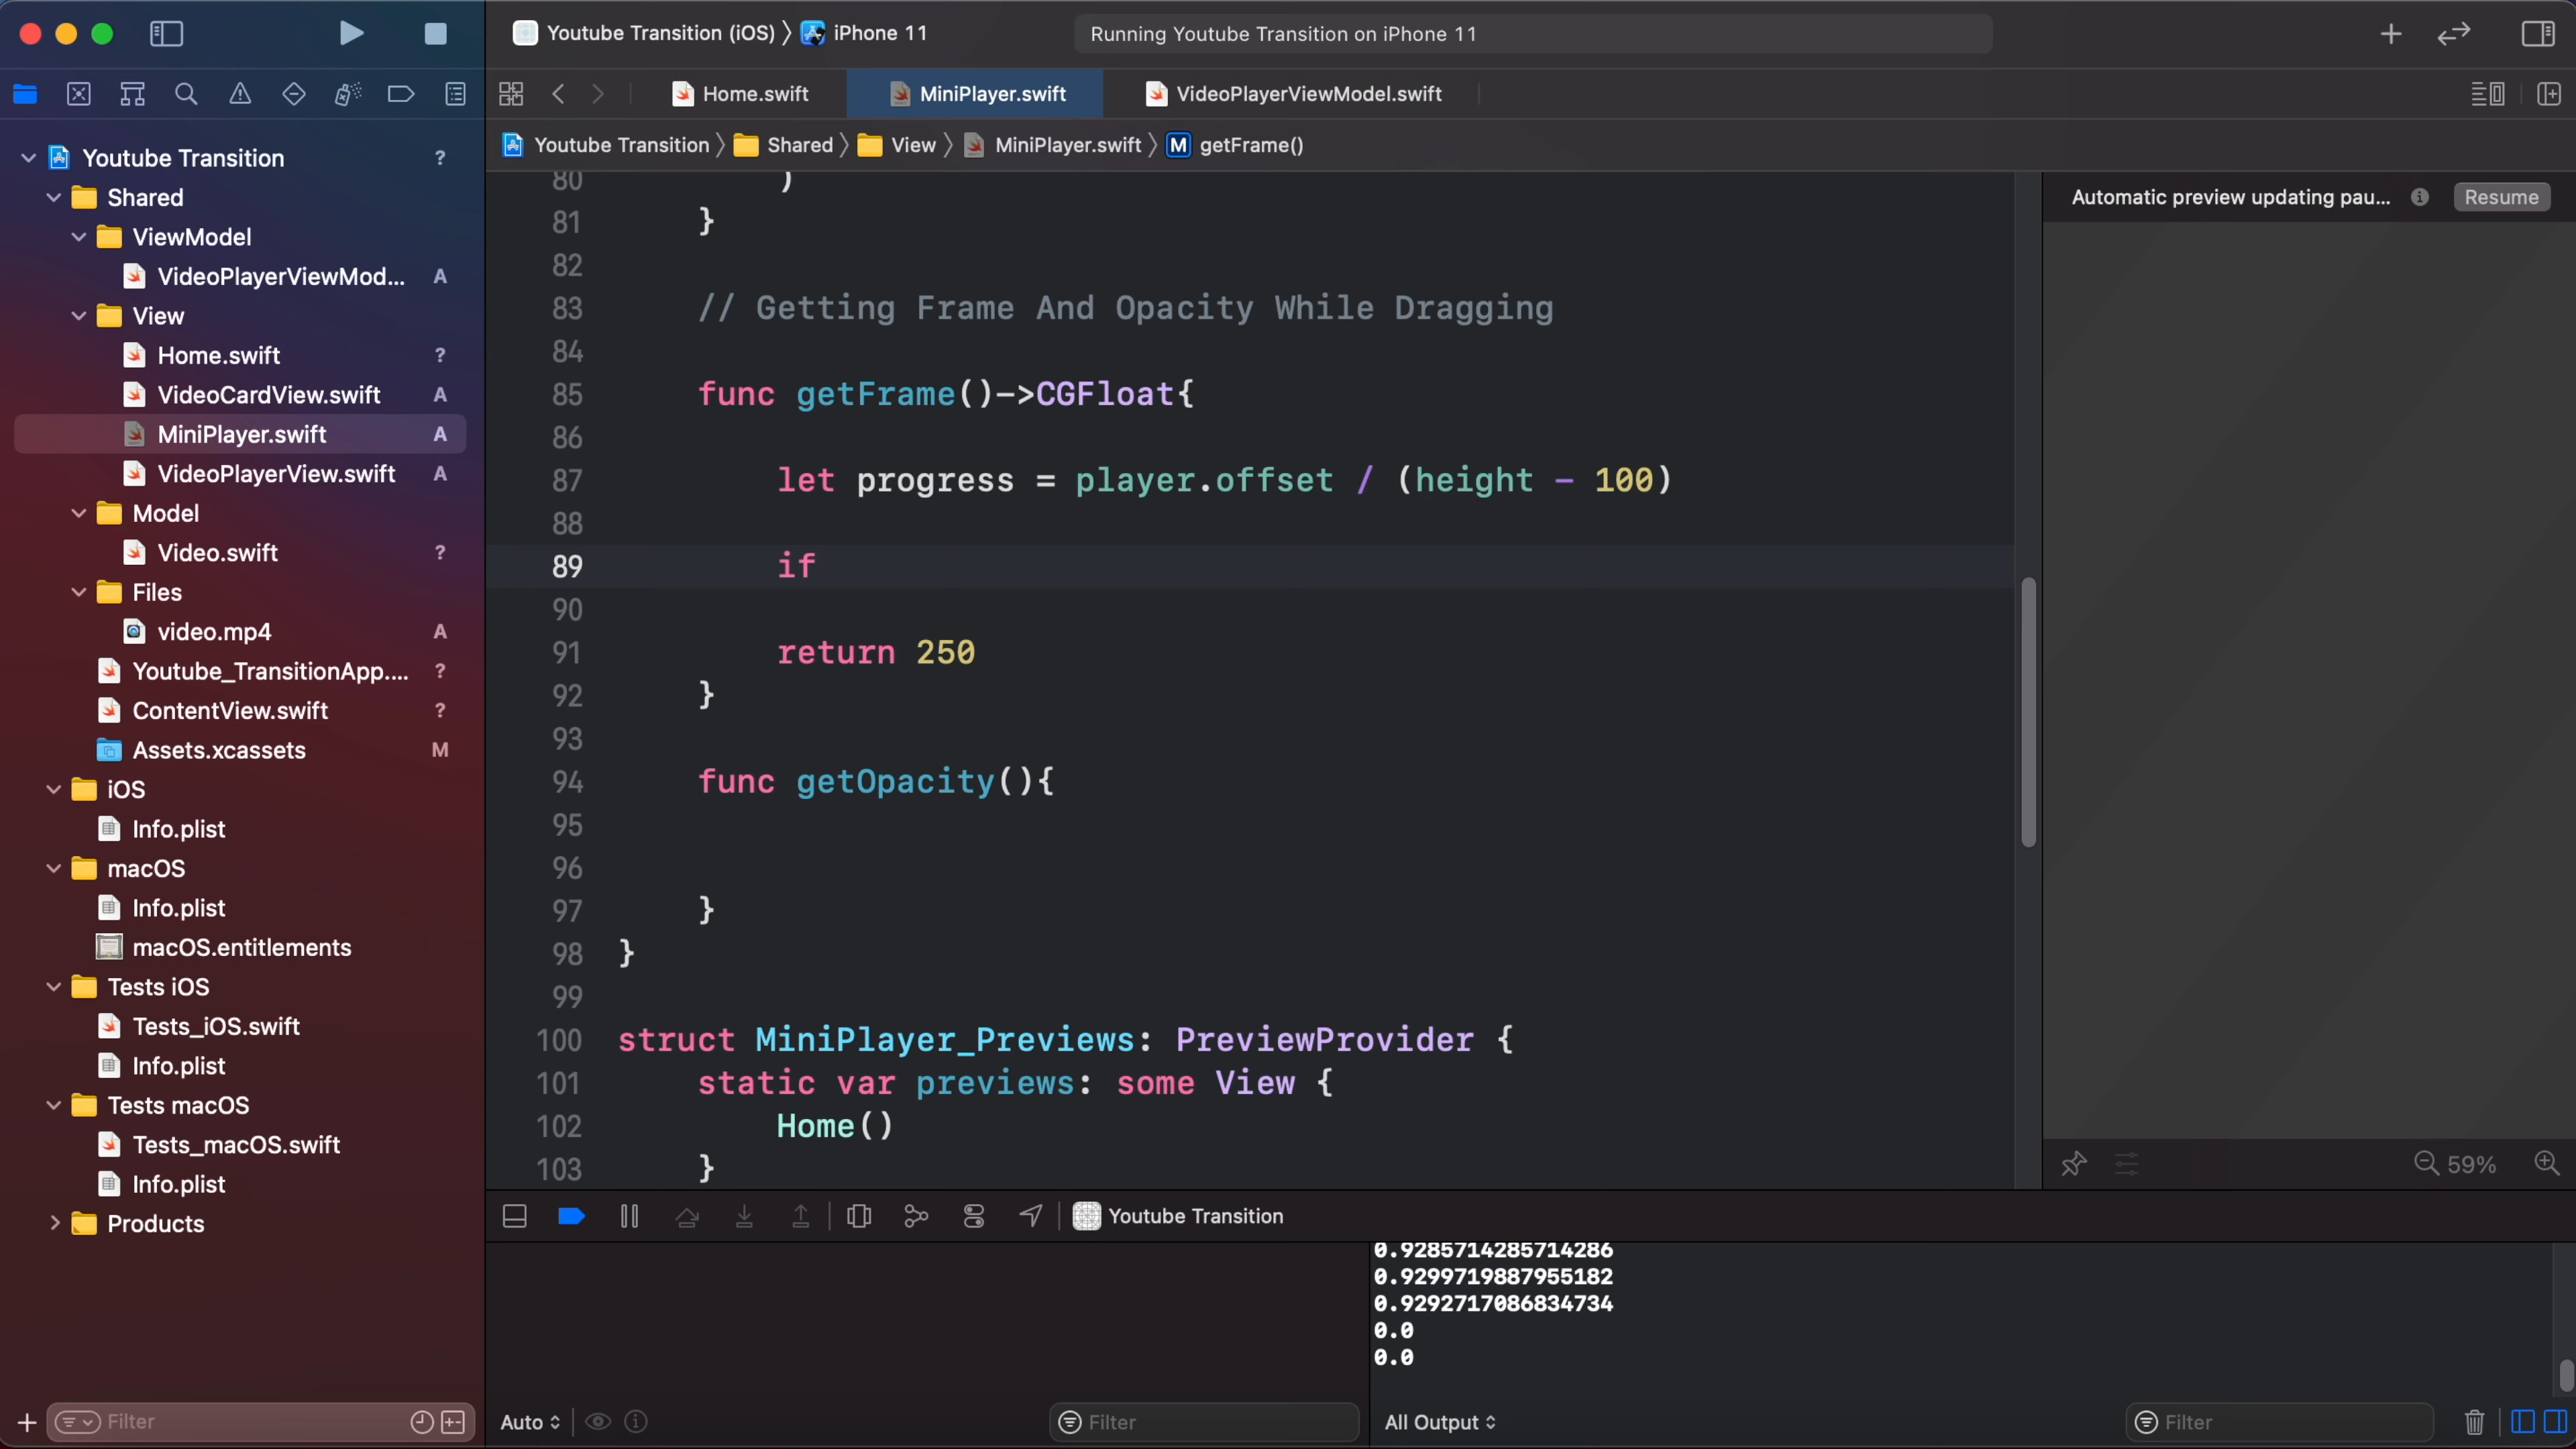 Youtube Transition (iOS) 〉 iPhone 11
Running Youtube Transition on iPhone 11
Home.swift
MiniPlayer.swift
VideoPlayerViewModel.swift
Youtube Transition 〉 Shared 〉 View 〉 MiniPlayer.swift 〉 M getFrame()
Youtube Transition ?
Shared
ViewModel
VideoPlayerViewMod... A
View
Home.swift ?
VideoCardView.swift A
MiniPlayer.swift A
VideoPlayerView.swift A
Model
Video.swift ?
Files
video.mp4 A
Youtube_TransitionApp.... ?
ContentView.swift ?
Assets.xcassets M
iOS
Info.plist
macOS
Info.plist
macOS.entitlements
Tests iOS
Tests_iOS.swift
Info.plist
Tests macOS
Tests_macOS.swift
Info.plist
Products
Filter
80 )
81 }
82
83 // Getting Frame And Opacity While Dragging
84
85 func getFrame()->CGFloat{
86
87 let progress = player.offset / (height - 100)
88
89 if
90
91 return 250
92 }
93
94 func getOpacity(){
95
96
97 }
98 }
99
100 struct MiniPlayer_Previews: PreviewProvider {
101 static var previews: some View {
102 Home()
103 }
Automatic preview updating pau... Resume
59%
Youtube Transition
0.9285714285714286
0.9299719887955182
0.9292717086834734
0.0
0.0
Auto
Filter
All Output
Filter